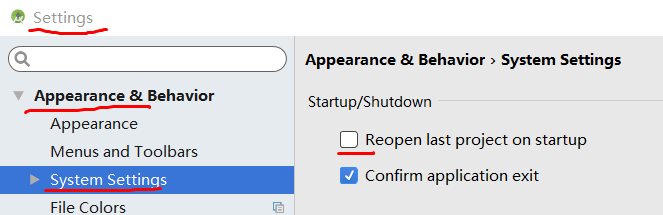 Settings
Appearance & Behavior
Appearance
Menus and Toolbars
System Settings
File Colors
Appearance & Behavior › System Settings
Startup/Shutdown
Reopen last project on startup
Confirm application exit